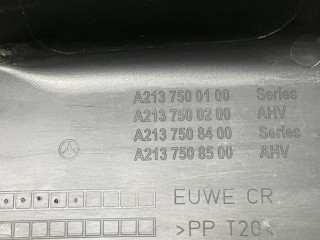 A213 750 01 00 Series
A213 750 02 00 AHV
A213 750 84 00 Series
A213 750 85 00 AHV
EUWE CR
>PP T20<